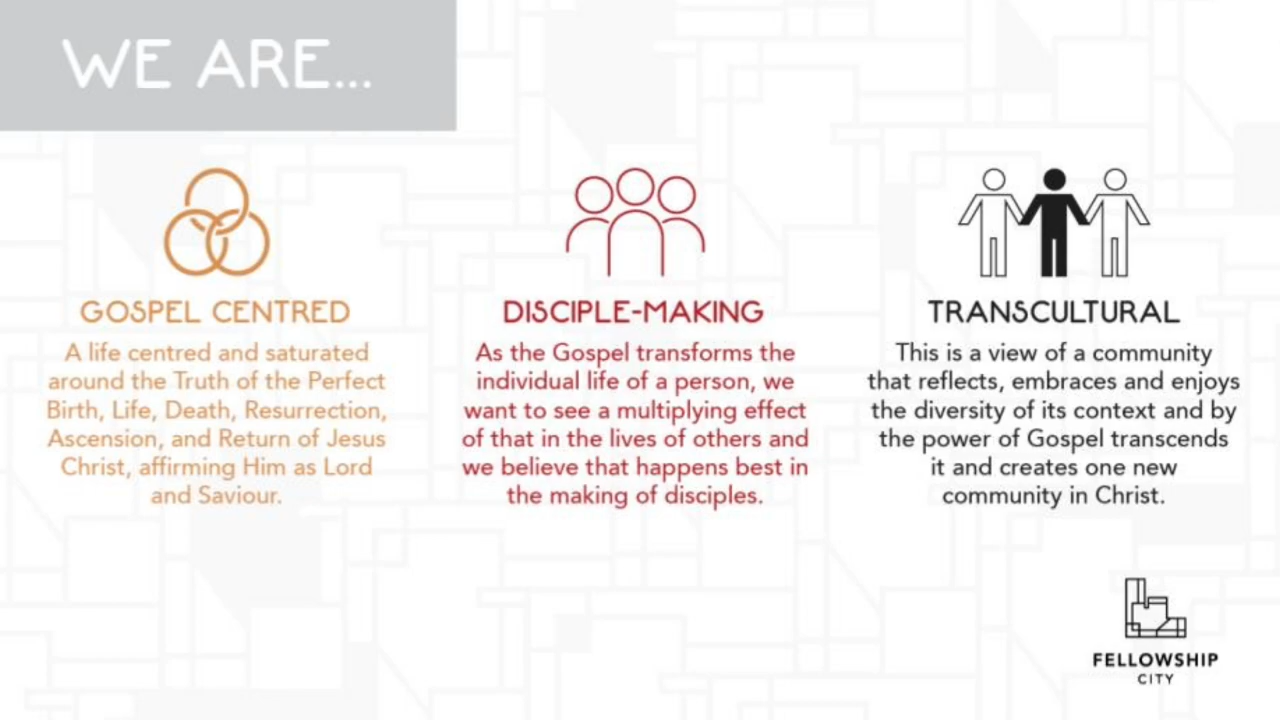 WE ARE...
GOSPEL CENTRED
A life centred and saturated
around the Truth of the Perfect
Birth, Life, Death, Resurrection,
Ascension, and Return of Jesus
Christ, affirming Him as Lord
and Saviour.
DISCIPLE-MAKING
As the Gospel transforms the
individual life of a person, we
want to see a multiplying effect
of that in the lives of others and
we believe that happens best in
the making of disciples.
TRANSCULTURAL
This is a view of a community
that reflects, embraces and enjoys
the diversity of its context and by
the power of Gospel transcends
it and creates one new
community in Christ.
FELLOWSHIP
CITY